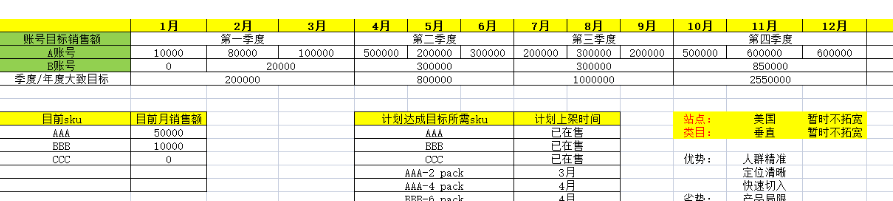 1月 2月 3月 4月 5月 6月 7月 8月 9月 10月 11月 12月
账号目标销售额 第一季度 第二季度 第三季度 第四季度
A账号 10000 80000 100000 500000 200000 300000 200000 300000 200000 500000 600000 600000
B账号 0 20000 300000 300000 850000
季度/年度大致目标 200000 800000 1000000 2550000
目前sku 目前月销售额 计划达成目标所需sku 计划上架时间 站点: 美国 暂时不拓宽
AAA 50000 AAA 已在售 类目: 垂直 暂时不拓宽
BBB 10000 BBB 已在售
CCC 0 CCC 已在售 优势: 人群精准
AAA-2 pack 3月 定位清晰
AAA-4 pack 4月 快速切入
BBB-6 pack 4月 劣势: 产品局限